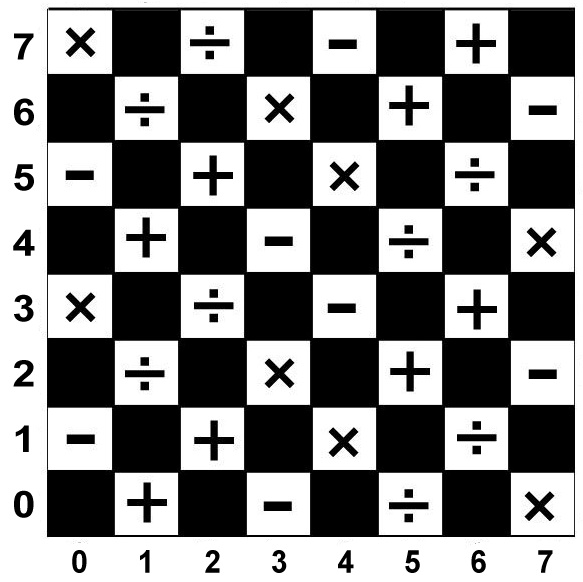 7 × ÷ - +
6 ÷ × + -
5 - + × ÷
4 + - ÷ ×
3 × ÷ - +
2 ÷ × + -
1 - + × ÷
0 + - ÷ ×
0 1 2 3 4 5 6 7